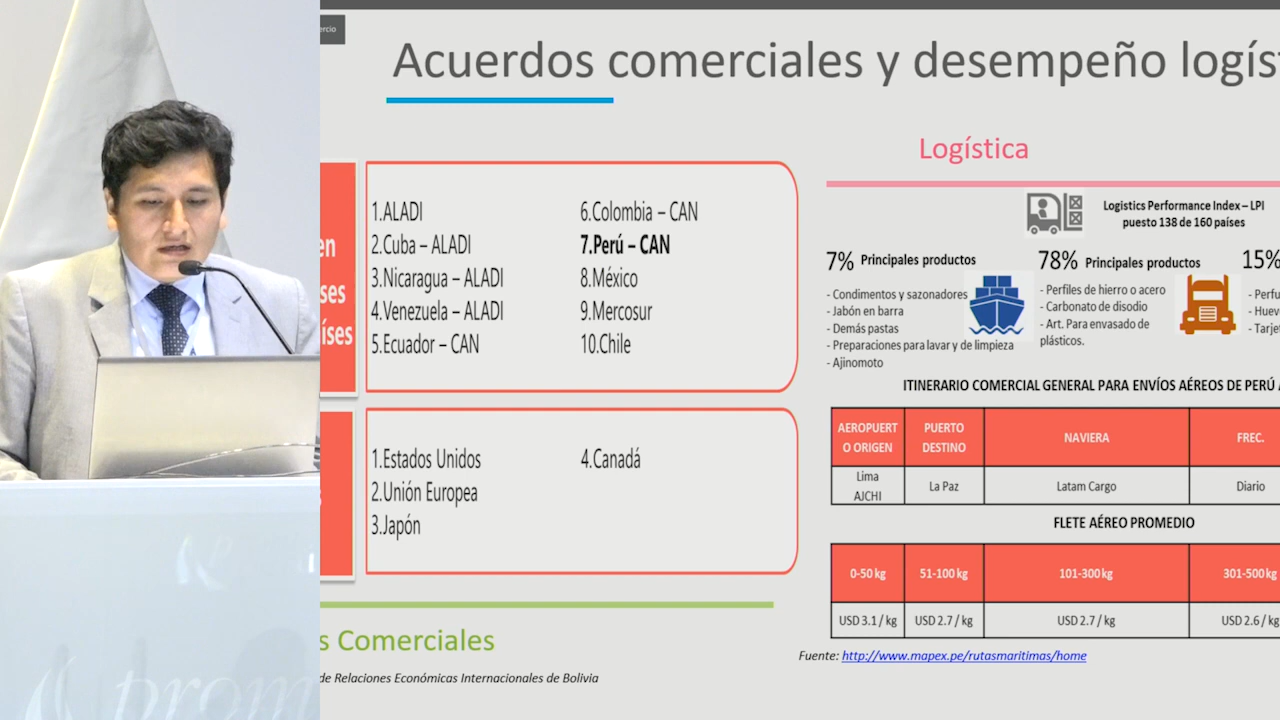 ercio
Acuerdos comerciales y desempeño logís
Logística
en
ses
íses
1.ALADI
2.Cuba – ALADI
3.Nicaragua – ALADI
4.Venezuela – ALADI
5.Ecuador – CAN
6.Colombia – CAN
7.Perú – CAN
8.México
9.Mercosur
10.Chile
1.Estados Unidos
2.Unión Europea
3.Japón
4.Canadá
s Comerciales
de Relaciones Económicas Internacionales de Bolivia
Logistics Performance Index – LPI
puesto 138 de 160 países
7% Principales productos
- Condimentos y sazonadores
- Jabón en barra
- Demás pastas
- Preparaciones para lavar y de limpieza
- Ajinomoto
78% Principales productos
- Perfiles de hierro o acero
- Carbonato de disodio
- Art. Para envasado de
plásticos.
15%
- Perfu
- Huev
- Tarje
ITINERARIO COMERCIAL GENERAL PARA ENVÍOS AÉREOS DE PERÚ A
AEROPUERT
O ORIGEN
PUERTO
DESTINO
NAVIERA
FREC.
Lima
AJCHI
La Paz
Latam Cargo
Diario
FLETE AÉREO PROMEDIO
0-50 kg
51-100 kg
101-300 kg
301-500 kg
USD 3.1 / kg
USD 2.7 / kg
USD 2.7 / kg
USD 2.6 / kg
Fuente: http://www.mapex.pe/rutasmaritimas/home
prom